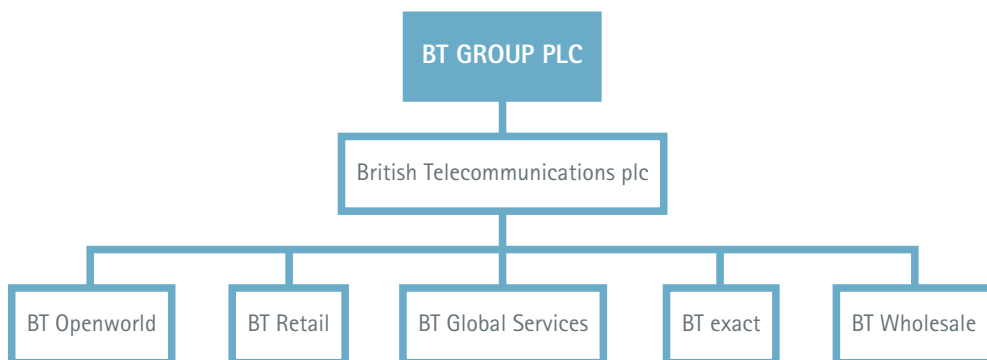 BT GROUP PLC
British Telecommunications plc
BT Openworld
BT Retail
BT Global Services
BT exact
BT Wholesale